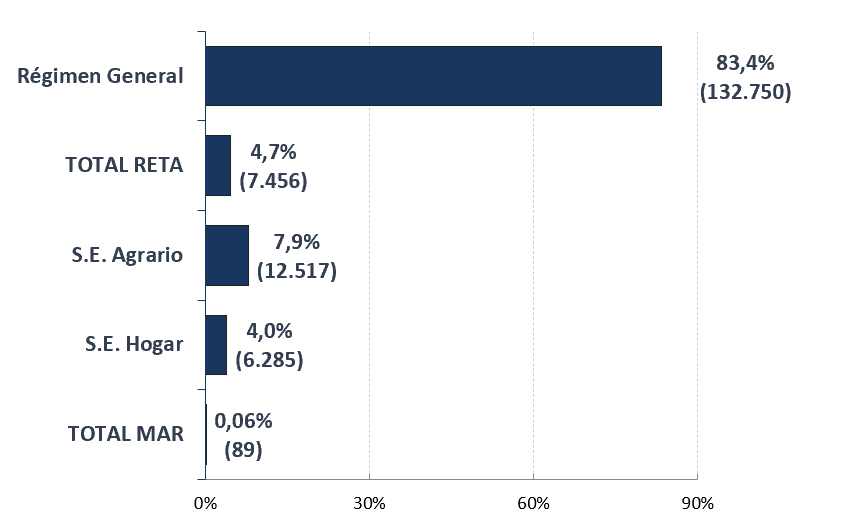 Régimen General
83,4%
(132.750)
TOTAL RETA
4,7%
(7.456)
S.E. Agrario
7,9%
(12.517)
S.E. Hogar
4,0%
(6.285)
TOTAL MAR
0,06%
(89)
0% 30% 60% 90%